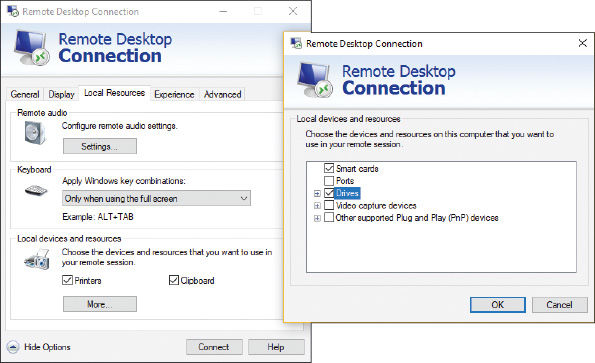 Remote Desktop Connection
Remote Desktop
Connection
General Display Local Resources Experience Advanced
Remote audio
Configure remote audio settings.
Settings...
Keyboard
Apply Windows key combinations:
Only when using the full screen
Example: ALT+TAB
Local devices and resources
Choose the devices and resources that you want to use in
your remote session.
Printers Clipboard
More...
Hide Options Connect Help
Remote Desktop Connection
Remote Desktop
Connection
Local devices and resources
Choose the devices and resources on this computer that you want to
use in your remote session.
Smart cards
Ports
Drives
Video capture devices
Other supported Plug and Play (PnP) devices
OK Cancel